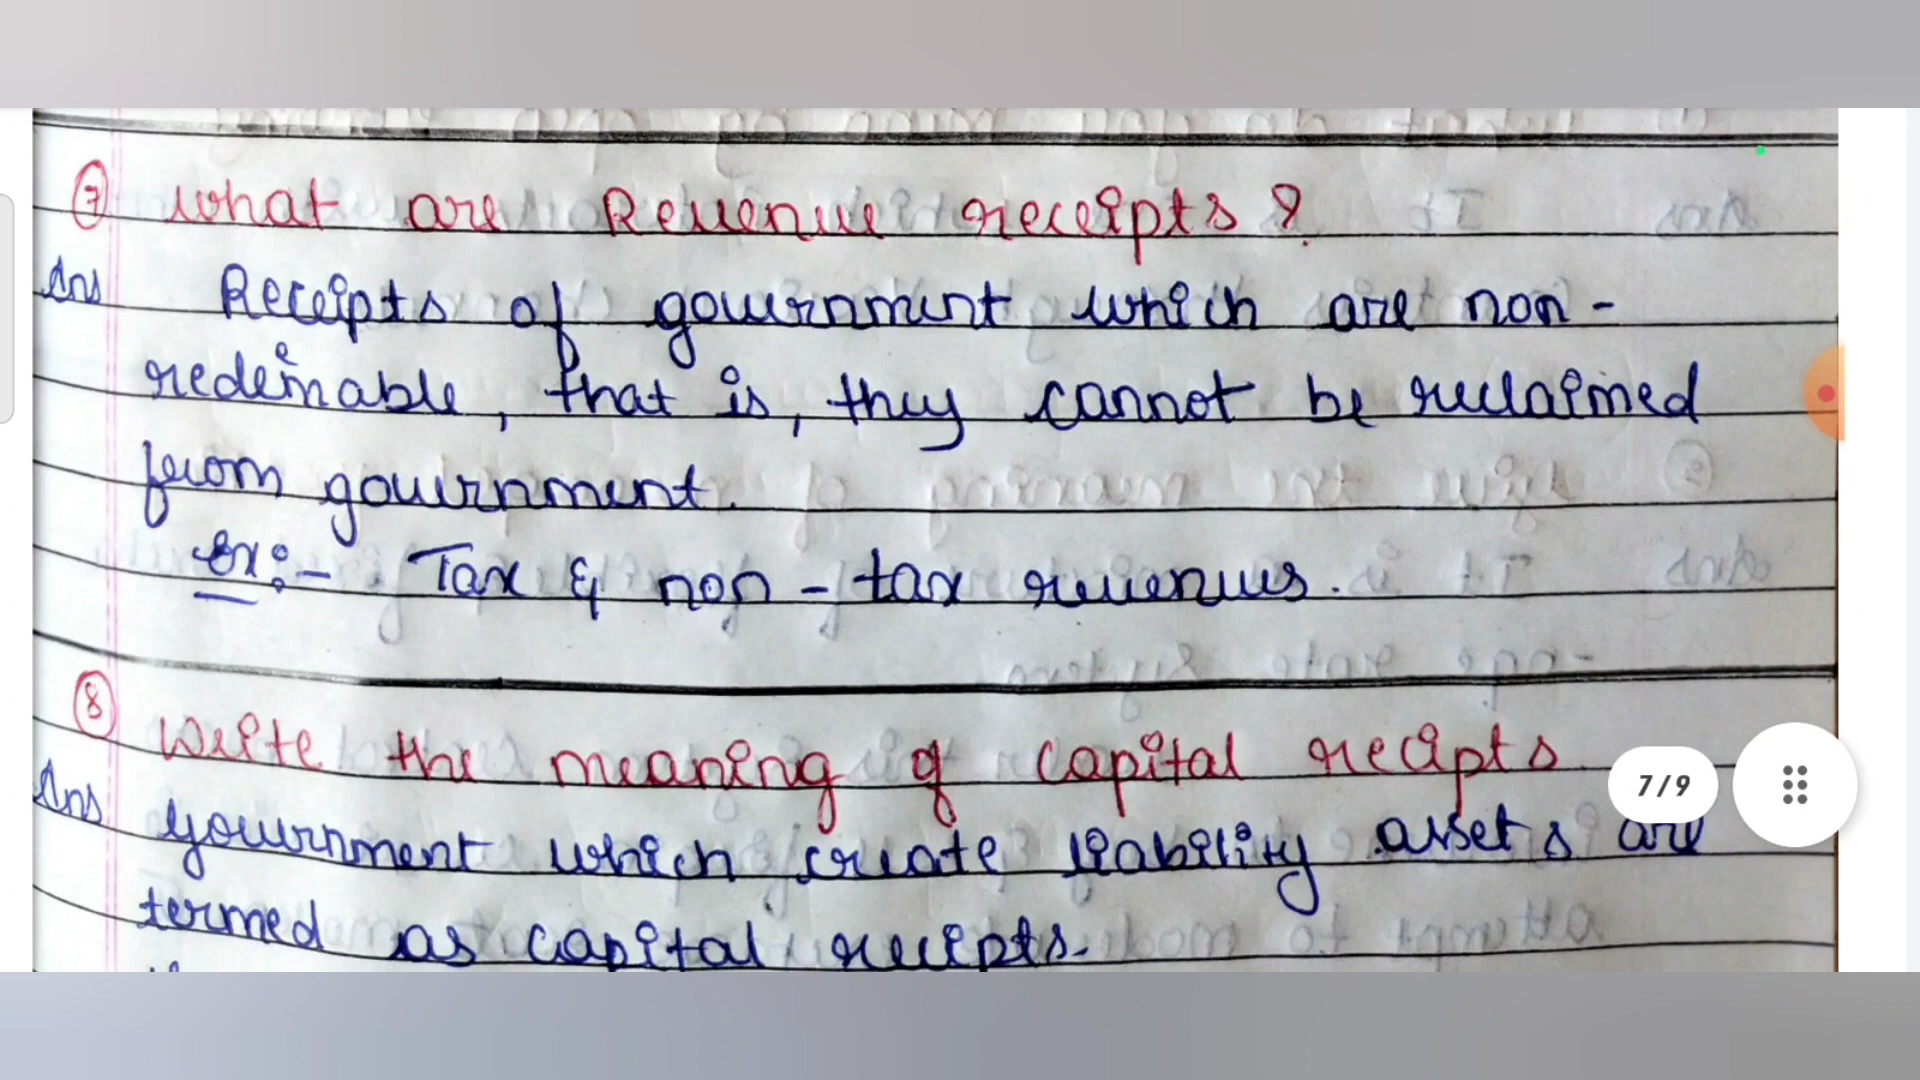 ⑦ What are Revenue receipts?
Ans Receipts of government which are non-
redeemable, that is, they cannot be reclaimed
from government.
Ex:- Tax & non-tax revenues.
⑧ Write the meaning of capital recipts
Ans government which create liability assets are
termed as capital receipts.
7/9